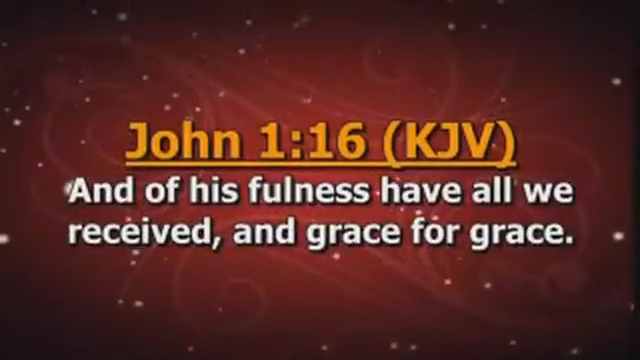 John 1:16 (KJV)
And of his fulness have all we
received, and grace for grace.